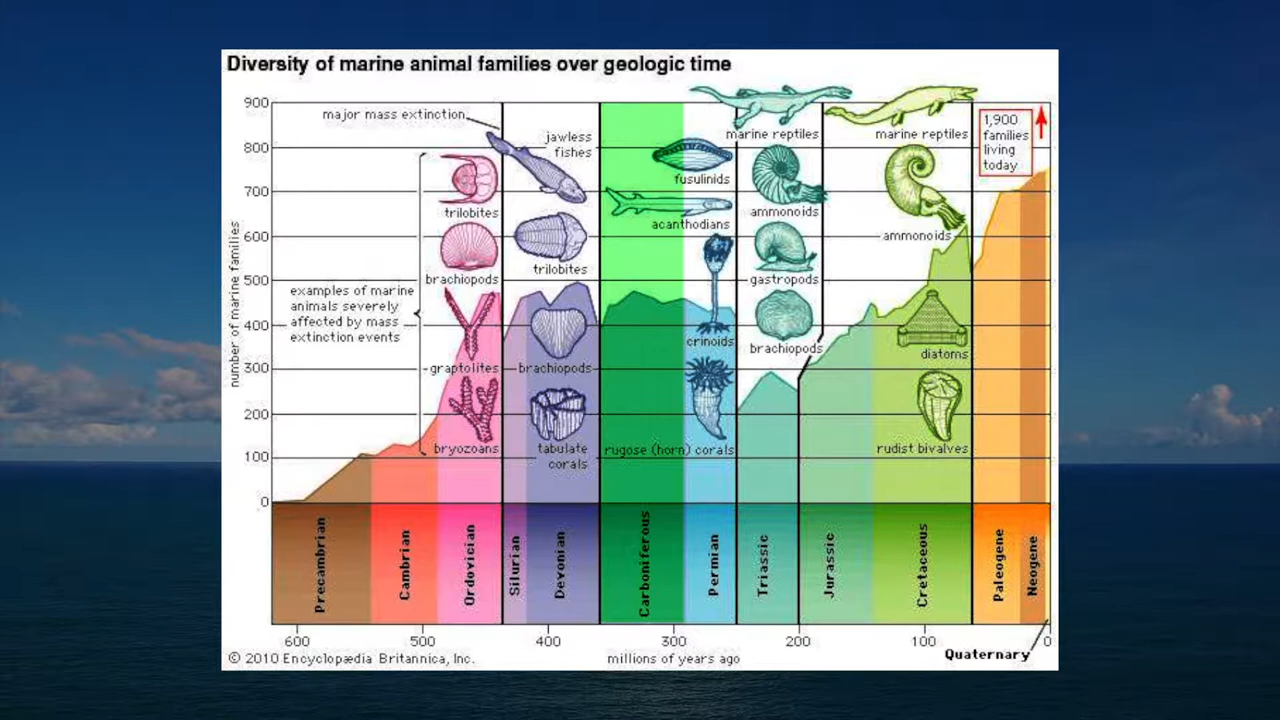 Diversity of marine animal families over geologic time
900
800
700
600
500
400
300
200
100
0
number of marine families
major mass extinction
examples of marine
animals severely
affected by mass
extinction events
trilobites
brachiopods
graptolites
bryozoans
jawless
fishes
trilobites
brachiopods
tabulate
corals
fusulinids
acanthodians
crinoids
rugose (horn) corals
marine reptiles
ammonoids
gastropods
brachiopods
marine reptiles
ammonoids
diatoms
rudist bivalves
1,900
families
living
today
Precambrian
Cambrian
Ordovician
Silurian
Devonian
Carboniferous
Permian
Triassic
Jurassic
Cretaceous
Paleogene
Neogene
600
500
400
300
200
100
0
Quaternary
© 2010 Encyclopædia Britannica, Inc.
millions of years ago